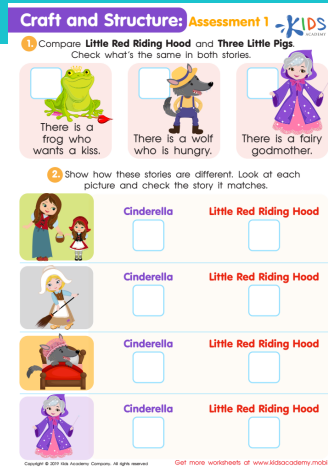 Craft and Structure: Assessment 1
KIDS
ACADEMY
1. Compare Little Red Riding Hood and Three Little Pigs.
Check what's the same in both stories.
There is a
frog who
wants a kiss.
There is a wolf
who is hungry.
There is a fairy
godmother.
2. Show how these stories are different. Look at each
picture and check the story it matches.
Cinderella Little Red Riding Hood
Cinderella Little Red Riding Hood
Cinderella Little Red Riding Hood
Cinderella Little Red Riding Hood
Copyright © 2019 Kids Academy Company. All rights reserved
Get more worksheets at www.kidsacademy.mobi